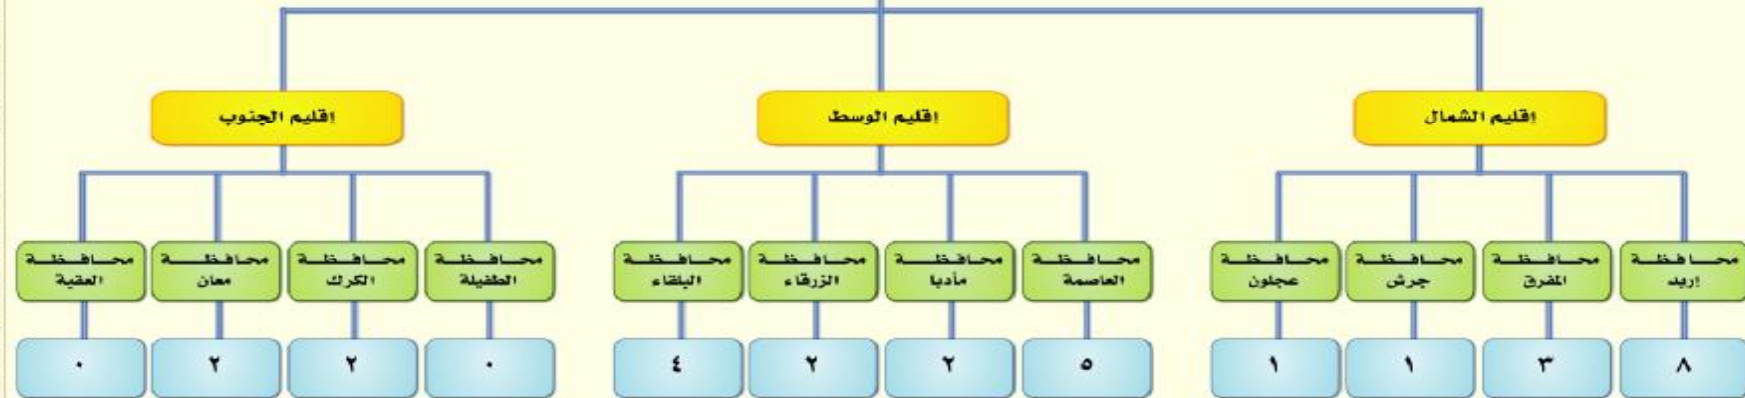 إقليم الشمال
إقليم الوسط
إقليم الجنوب
محافظة
إربد
محافظة
المفرق
محافظة
جرش
محافظة
عجلون
محافظة
العاصمة
محافظة
مأدبا
محافظة
الزرقاء
محافظة
البلقاء
محافظة
الطفيلة
محافظة
الكرك
محافظة
معان
محافظة
العقبة
٨
٣
١
١
٥
٢
٢
٤
٠
٢
٢
٠